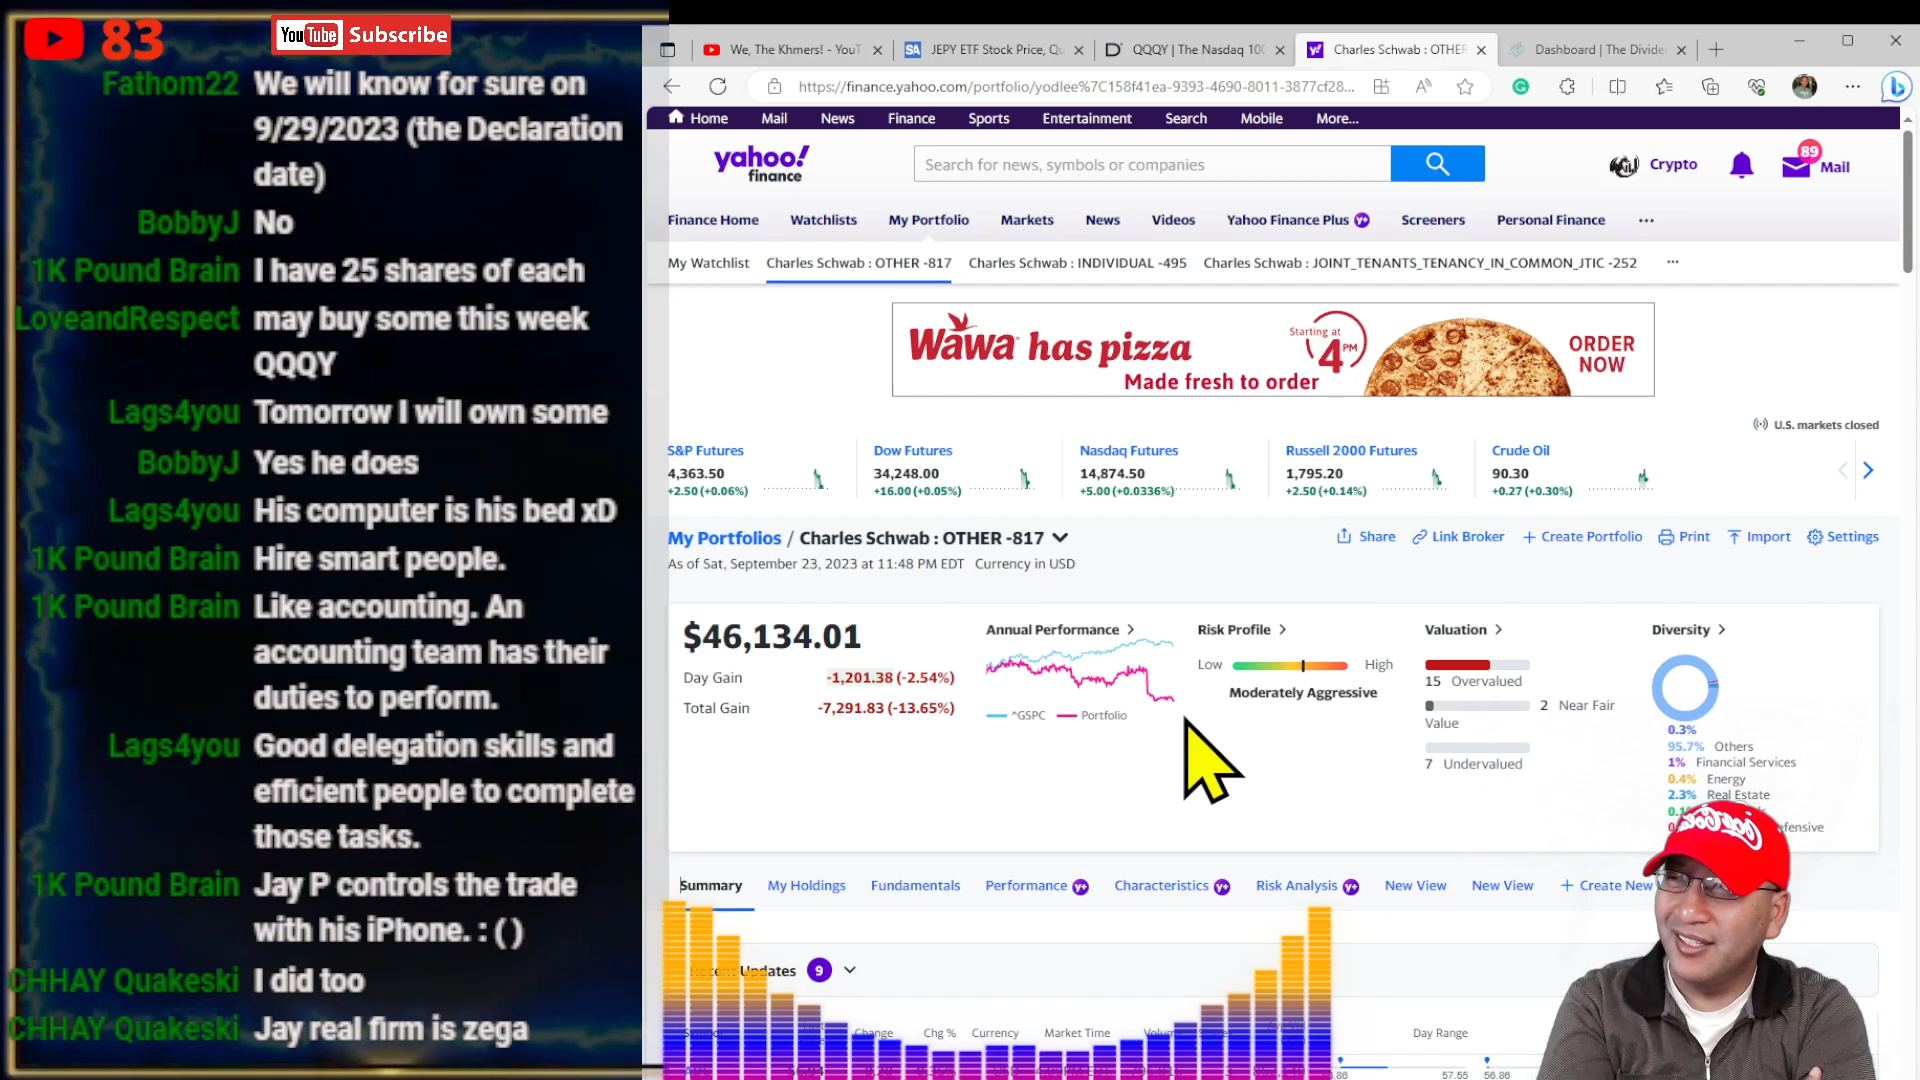 83
YouTube Subscribe
Fathom22 We will know for sure on
9/29/2023 (the Declaration
date)
BobbyJ No
1K Pound Brain I have 25 shares of each
LoveandRespect may buy some this week
QQQY
Lags4you Tomorrow I will own some
BobbyJ Yes he does
Lags4you His computer is his bed xD
1K Pound Brain Hire smart people.
1K Pound Brain Like accounting. An
accounting team has their
duties to perform.
Lags4you Good delegation skills and
efficient people to complete
those tasks.
1K Pound Brain Jay P controls the trade
with his iPhone. : ( )
CHHAY Quakeski I did too
CHHAY Quakeski Jay real firm is zega
We, The Khmers! - YouT
SA JEPY ETF Stock Price, Qu
D QQQY | The Nasdaq 100
y! Charles Schwab : OTHER
Dashboard | The Divide
https://finance.yahoo.com/portfolio/yodlee%7C158f41ea-9393-4690-8011-3877cf28...
Home Mail News Finance Sports Entertainment Search Mobile More...
yahoo!
finance
Search for news, symbols or companies
Crypto
89
Mail
Finance Home Watchlists My Portfolio Markets News Videos Yahoo Finance Plus Y+ Screeners Personal Finance ...
My Watchlist Charles Schwab : OTHER -817 Charles Schwab : INDIVIDUAL -495 Charles Schwab : JOINT_TENANTS_TENANCY_IN_COMMON_JTIC -252 ...
Wawa has pizza
Made fresh to order
Starting at
4 PM
ORDER
NOW
U.S. markets closed
S&P Futures
4,363.50
+2.50 (+0.06%)
Dow Futures
34,248.00
+16.00 (+0.05%)
Nasdaq Futures
14,874.50
+5.00 (+0.0336%)
Russell 2000 Futures
1,795.20
+2.50 (+0.14%)
Crude Oil
90.30
+0.27 (+0.30%)
My Portfolios / Charles Schwab : OTHER -817
Share Link Broker + Create Portfolio Print Import Settings
As of Sat, September 23, 2023 at 11:48 PM EDT Currency in USD
$46,134.01
Day Gain -1,201.38 (-2.54%)
Total Gain -7,291.83 (-13.65%)
Annual Performance
^GSPC Portfolio
Risk Profile
Low High
Moderately Aggressive
Valuation
15 Overvalued
2 Near Fair
Value
7 Undervalued
Diversity
0.3%
95.7% Others
1% Financial Services
0.4% Energy
2.3% Real Estate
efensive
Coca-Cola
Summary My Holdings Fundamentals Performance Y+ Characteristics Y+ Risk Analysis Y+ New View New View + Create New
Updates 9
Change Chg % Currency Market Time Day Range
57.55 56.86